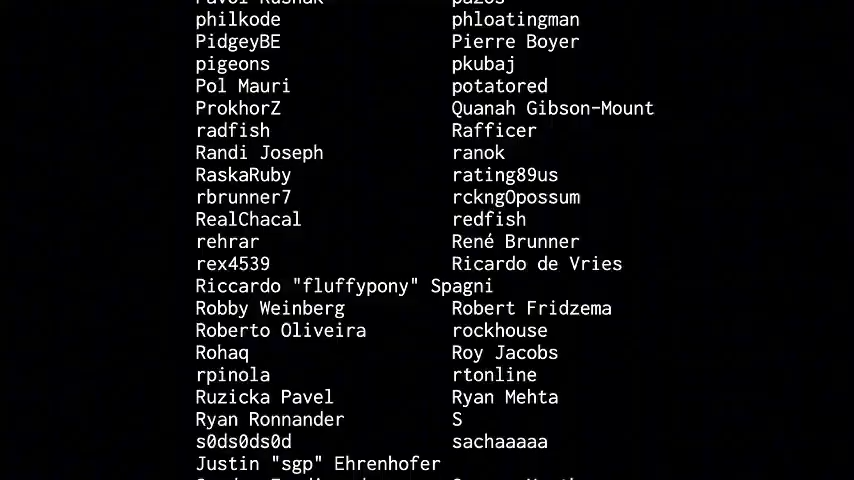 philkode phloatingman
PidgeyBE Pierre Boyer
pigeons pkubaj
Pol Mauri potatored
ProkhorZ Quanah Gibson-Mount
radfish Rafficer
Randi Joseph ranok
RaskaRuby rating89us
rbrunner7 rckngOpossum
RealChacal redfish
rehrar René Brunner
rex4539 Ricardo de Vries
Riccardo "fluffypony" Spagni
Robby Weinberg Robert Fridzema
Roberto Oliveira rockhouse
Rohaq Roy Jacobs
rpinola rtonline
Ruzicka Pavel Ryan Mehta
Ryan Ronnander S
s0ds0ds0d sachaaaaa
Justin "sgp" Ehrenhofer